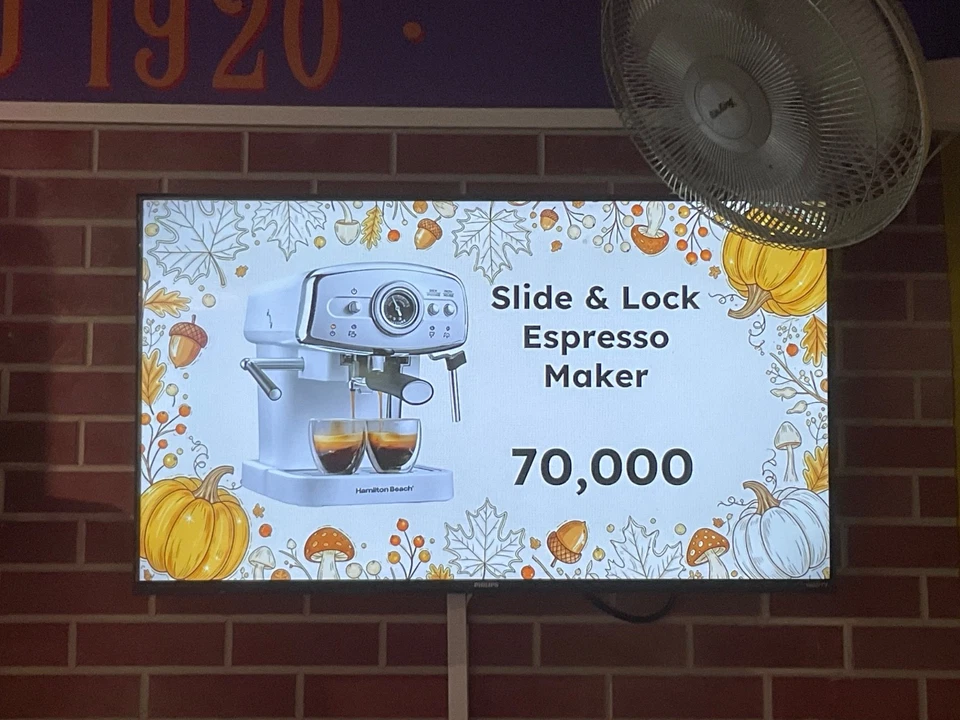 1920
Slide & Lock
Espresso
Maker
70,000
Hamilton Beach
PHILIPS